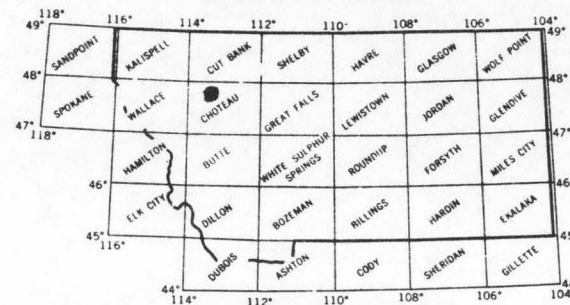 118° 116° 114° 112° 110° 108° 106° 104°
49° 49°
SANDPOINT KALISPELL CUT BANK SHELBY HAVRE GLASGOW WOLF POINT
48° 48°
SPOKANE WALLACE CHOTEAU GREAT FALLS LEWISTOWN JORDAN GLENDIVE
47° 47°
118°
HAMILTON BUTTE WHITE SULPHUR SPRINGS ROUNDUP FORSYTH MILES CITY
46° 46°
ELK CITY DILLON BOZEMAN RILLINGS HARDIN EKALAKA
45° 45°
116°
DUBOIS ASHTON CODY SHERIDAN GILLETTE
44° 44°
114° 112° 110° 108° 106° 104°